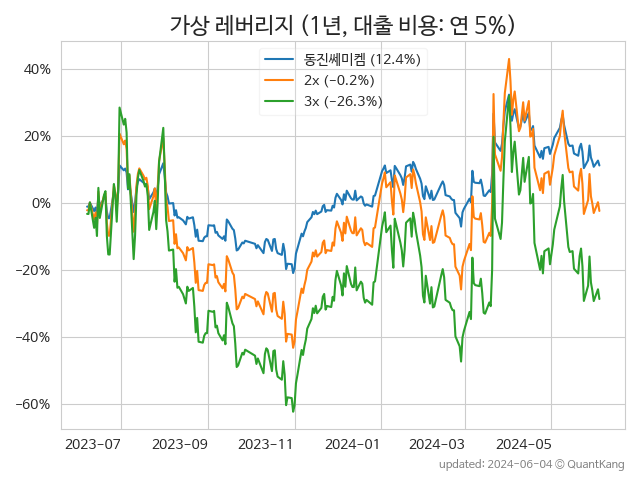 가상 레버리지 (1년, 대출 비용: 연 5%)
동진쎄미켐 (12.4%)
2x (−0.2%)
3x (−26.3%)
40%
20%
0%
−20%
−40%
−60%
2023-07 2023-09 2023-11 2024-01 2024-03 2024-05
updated: 2024-06-04 © QuantKang